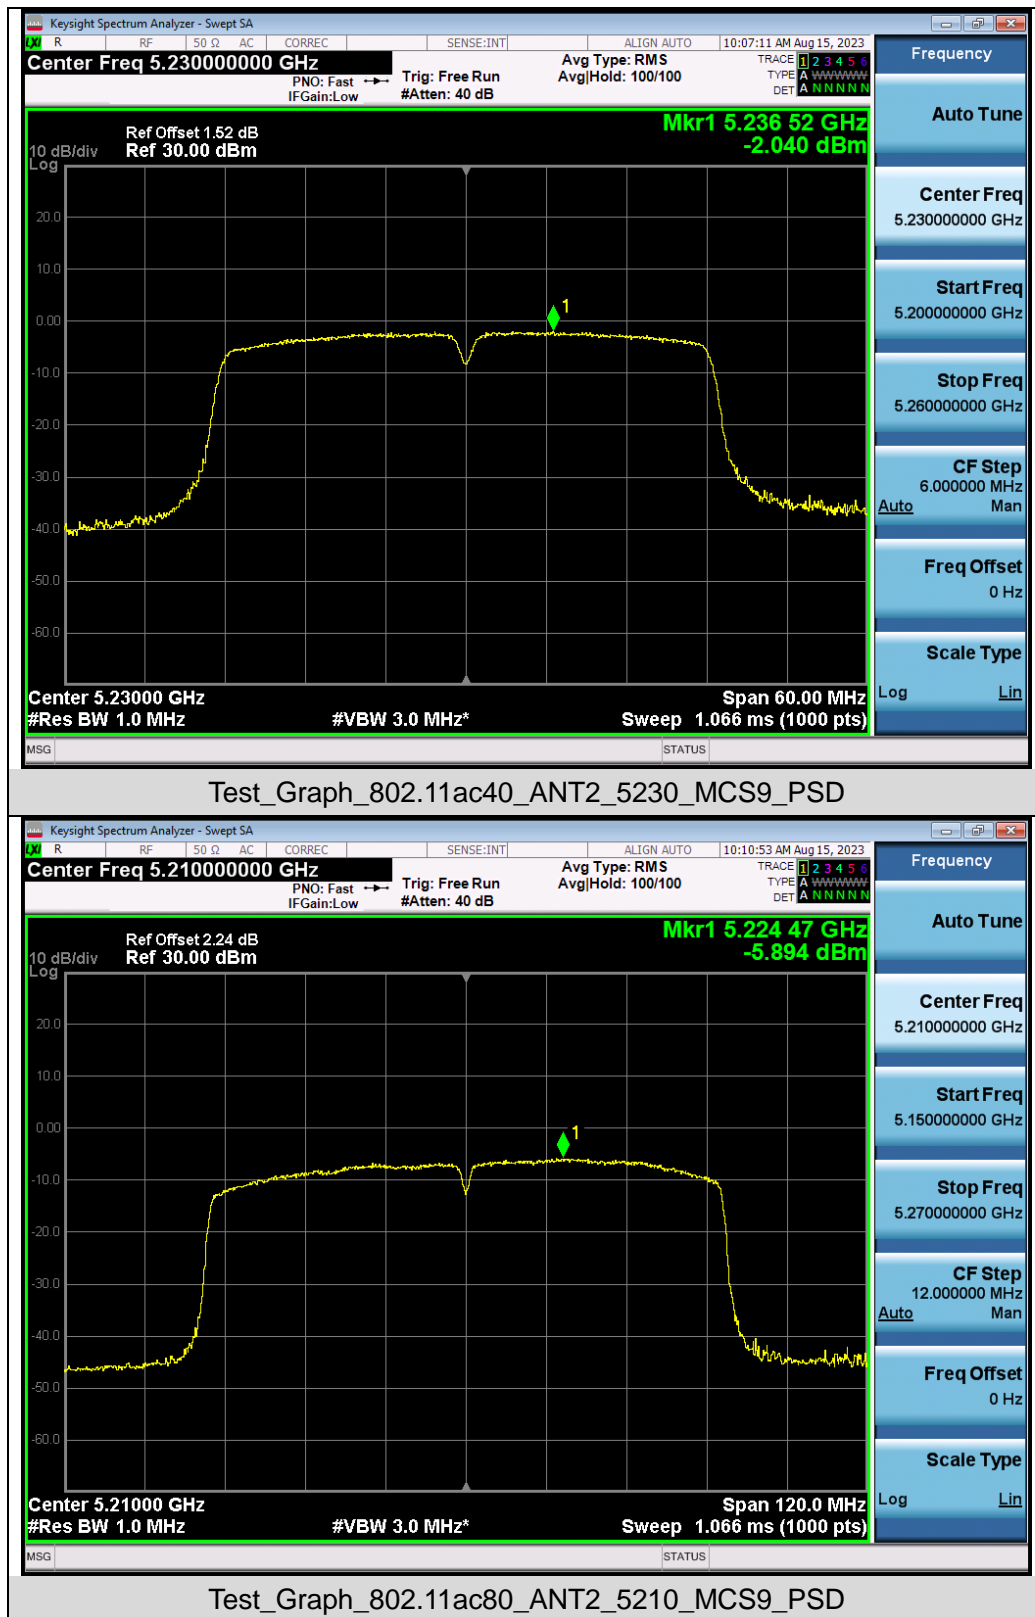 Keysight Spectrum Analyzer - Swept SA
LXI R RF 50 Ω AC CORREC SENSE:INT ALIGN AUTO 10:07:11 AM Aug 15, 2023
Center Freq 5.230000000 GHz
PNO: Fast
IFGain:Low
Trig: Free Run
#Atten: 40 dB
Avg Type: RMS
Avg|Hold: 100/100
TRACE 1 2 3 4 5 6
TYPE A WWWWW
DET A N N N N N
Ref Offset 1.52 dB
10 dB/div Ref 30.00 dBm
Log
Mkr1 5.236 52 GHz
-2.040 dBm
20.0
10.0
0.00
-10.0
-20.0
-30.0
-40.0
-50.0
-60.0
1
Center 5.23000 GHz Span 60.00 MHz
#Res BW 1.0 MHz #VBW 3.0 MHz* Sweep 1.066 ms (1000 pts)
MSG STATUS
Frequency
Auto Tune
Center Freq
5.230000000 GHz
Start Freq
5.200000000 GHz
Stop Freq
5.260000000 GHz
CF Step
6.000000 MHz
Auto Man
Freq Offset
0 Hz
Scale Type
Log Lin
Test_Graph_802.11ac40_ANT2_5230_MCS9_PSD
Keysight Spectrum Analyzer - Swept SA
LXI R RF 50 Ω AC CORREC SENSE:INT ALIGN AUTO 10:10:53 AM Aug 15, 2023
Center Freq 5.210000000 GHz
PNO: Fast
IFGain:Low
Trig: Free Run
#Atten: 40 dB
Avg Type: RMS
Avg|Hold: 100/100
TRACE 1 2 3 4 5 6
TYPE A WWWWW
DET A N N N N N
Ref Offset 2.24 dB
10 dB/div Ref 30.00 dBm
Log
Mkr1 5.224 47 GHz
-5.894 dBm
20.0
10.0
0.00
-10.0
-20.0
-30.0
-40.0
-50.0
-60.0
1
Center 5.21000 GHz Span 120.0 MHz
#Res BW 1.0 MHz #VBW 3.0 MHz* Sweep 1.066 ms (1000 pts)
MSG STATUS
Frequency
Auto Tune
Center Freq
5.210000000 GHz
Start Freq
5.150000000 GHz
Stop Freq
5.270000000 GHz
CF Step
12.000000 MHz
Auto Man
Freq Offset
0 Hz
Scale Type
Log Lin
Test_Graph_802.11ac80_ANT2_5210_MCS9_PSD